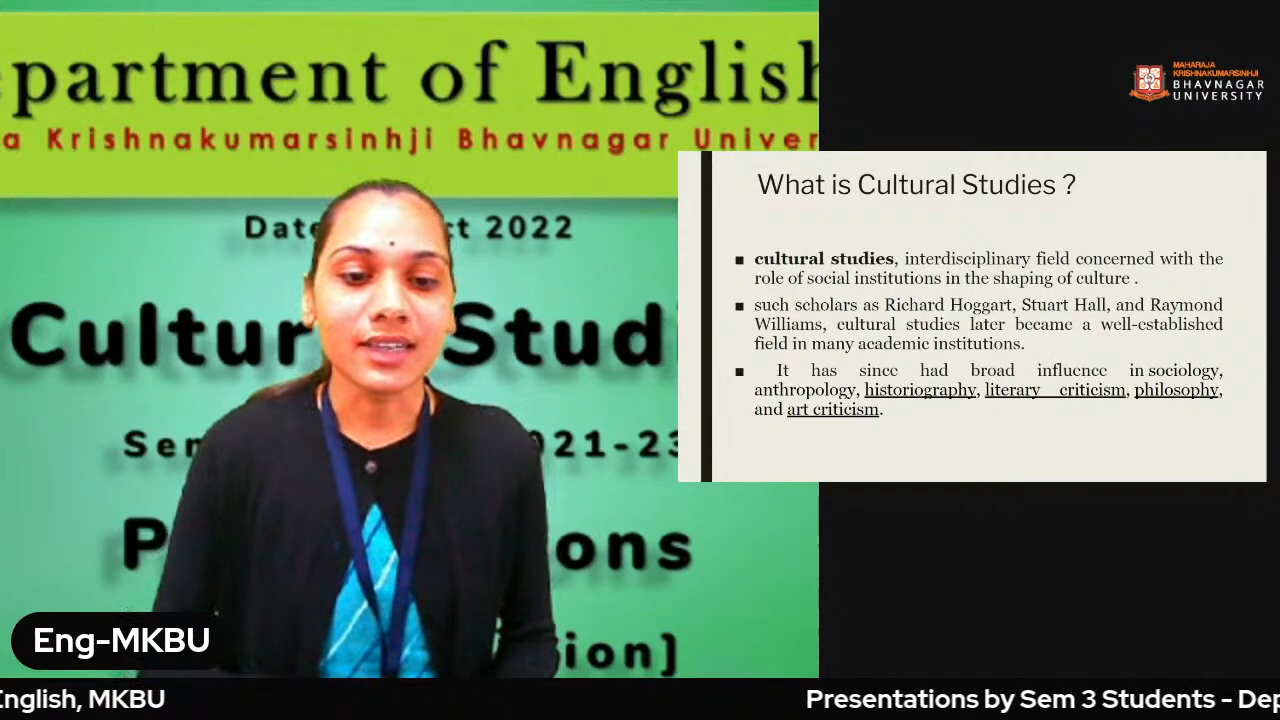 epartment of English
a Krishnakumarsinhji Bhavnagar Univer
Date ct 2022
Cultur Studi
Sem 021-23
P ons
ion]
Eng-MKBU
MAHARAJA
KRISHNAKUMARSINHJI
BHAVNAGAR
UNIVERSITY
What is Cultural Studies ?
■ cultural studies, interdisciplinary field concerned with the
role of social institutions in the shaping of culture .
■ such scholars as Richard Hoggart, Stuart Hall, and Raymond
Williams, cultural studies later became a well-established
field in many academic institutions.
■ It has since had broad influence in sociology,
anthropology, historiography, literary criticism, philosophy,
and art criticism.
English, MKBU
Presentations by Sem 3 Students - Dep